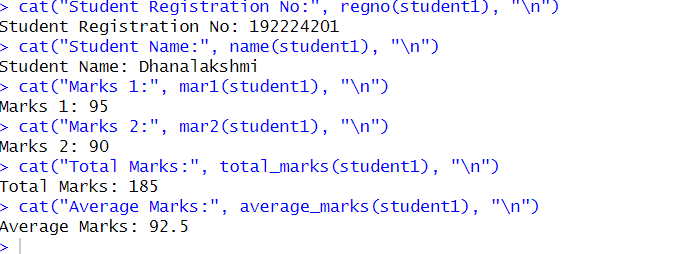 > cat("Student Registration No:", regno(student1), "\n")
Student Registration No: 192224201
> cat("Student Name:", name(student1), "\n")
Student Name: Dhanalakshmi
> cat("Marks 1:", mar1(student1), "\n")
Marks 1: 95
> cat("Marks 2:", mar2(student1), "\n")
Marks 2: 90
> cat("Total Marks:", total_marks(student1), "\n")
Total Marks: 185
> cat("Average Marks:", average_marks(student1), "\n")
Average Marks: 92.5
>